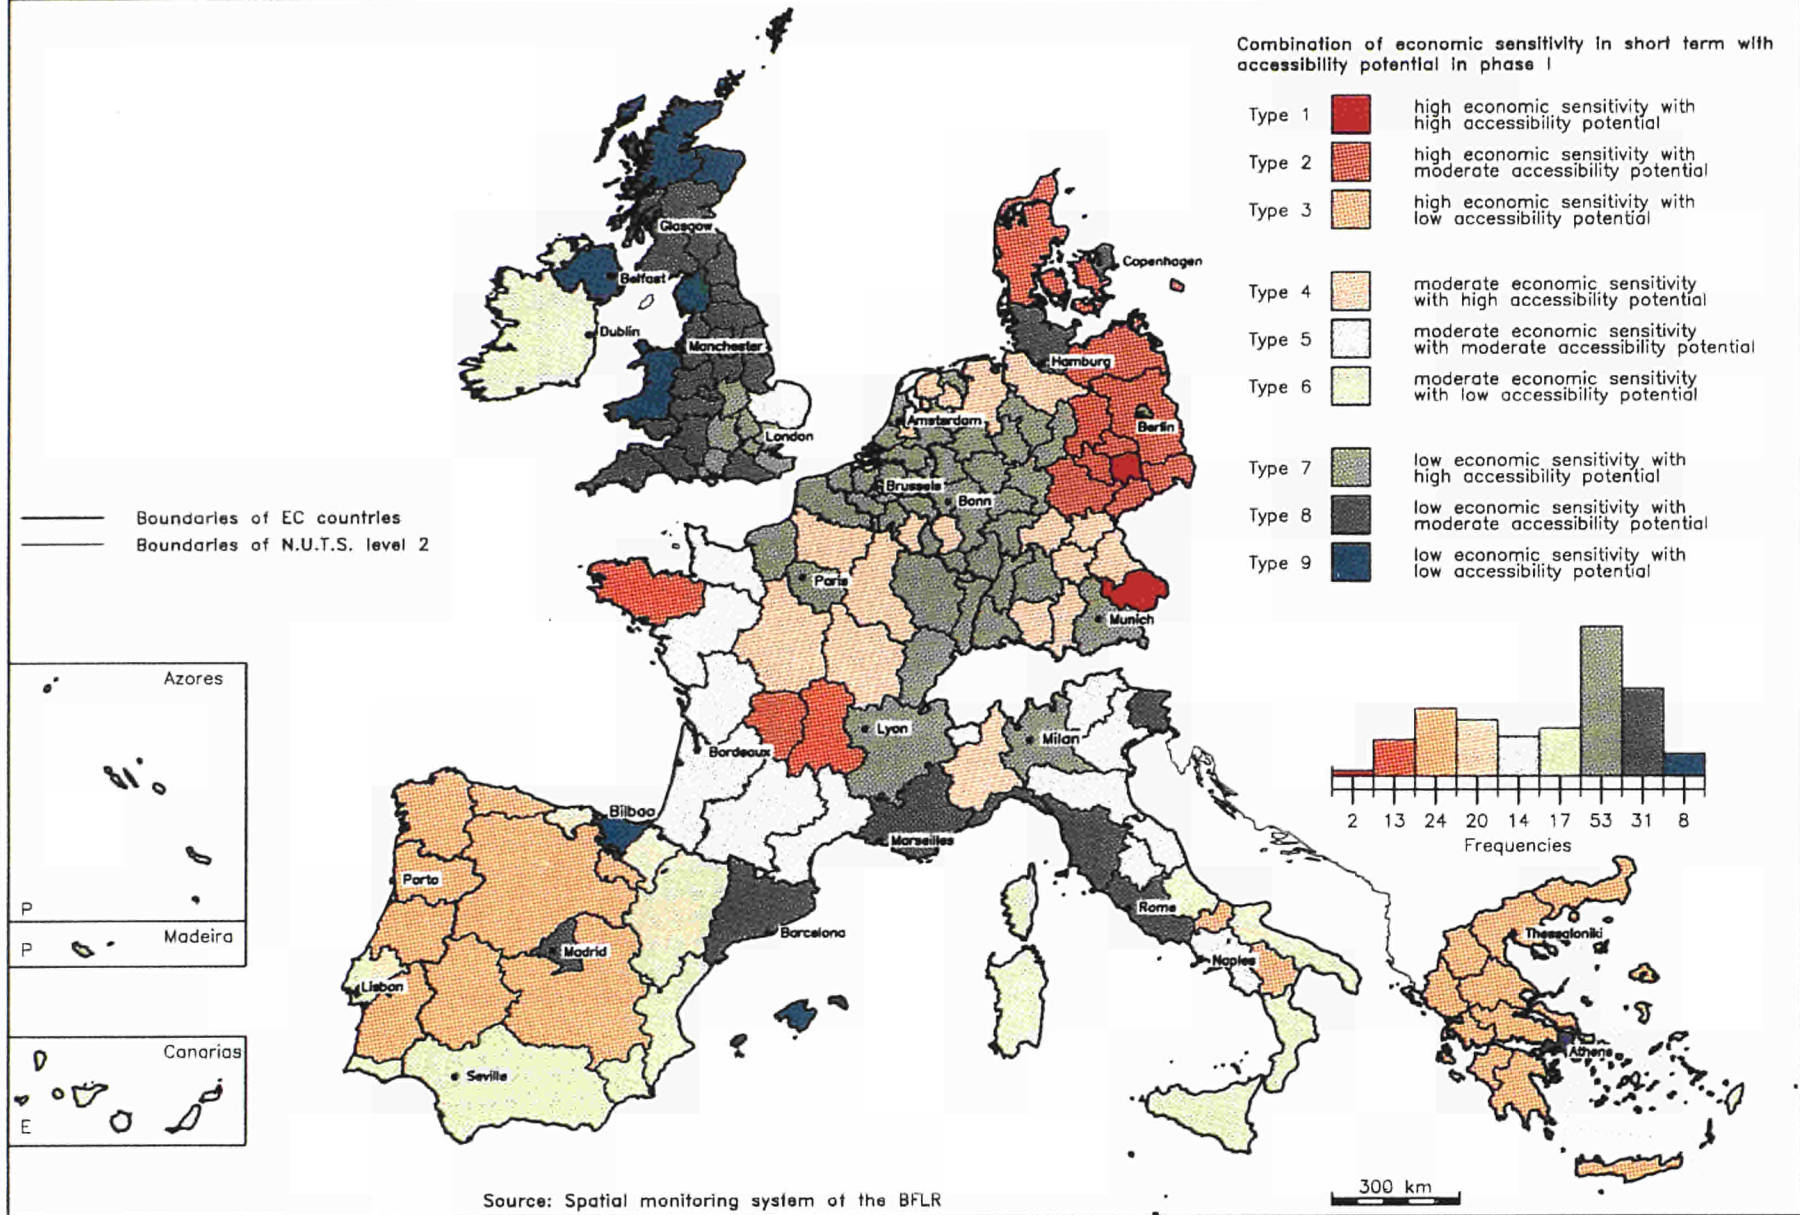 Combination of economic sensitivity in short term with
accessibility potential in phase I
Type 1
high economic sensitivity with
high accessibility potential
Type 2
high economic sensitivity with
moderate accessibility potential
Type 3
high economic sensitivity with
low accessibility potential
Type 4
moderate economic sensitivity
with high accessibility potential
Type 5
moderate economic sensitivity
with moderate accessibility potential
Type 6
moderate economic sensitivity
with low accessibility potential
Type 7
low economic sensitivity with
high accessibility potential
Type 8
low economic sensitivity with
moderate accessibility potential
Type 9
low economic sensitivity with
low accessibility potential
Glasgow
Belfast
Dublin
Manchester
London
Copenhagen
Hamburg
Berlin
Amsterdam
Brussels
Bonn
Paris
Munich
Lyon
Milan
Bordeaux
Bilbao
Marseilles
Porto
Madrid
Barcelona
Lisbon
Seville
Rome
Naples
Thessaloniki
Athens
Boundaries of EC countries
Boundaries of N.U.T.S. level 2
Azores
P
Madeira
P
Canarias
E
2 13 24 20 14 17 53 31 8
Frequencies
300 km
Source: Spatial monitoring system of the BFLR